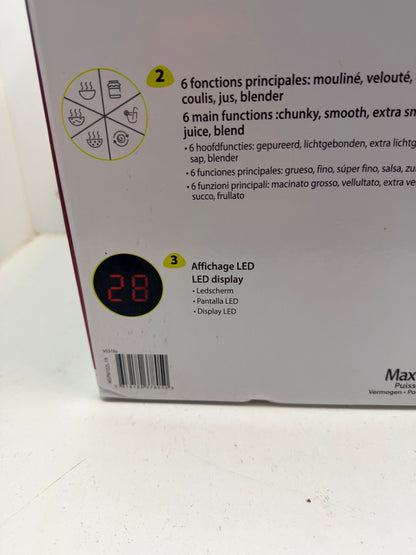 2
6 fonctions principales: mouliné, velouté,
coulis, jus, blender
6 main functions :chunky, smooth, extra sm
juice, blend
• 6 hoofdfuncties: gepureerd, lichtgebonden, extra lichtg
sap, blender
• 6 funciones principales: grueso, fino, súper fino, salsa, zu
• 6 funzioni principali: macinato grosso, vellultato, extra ve
succo, frullato
3
28
Affichage LED
LED display
• Ledscherm
• Pantalla LED
• Display LED
Max
Puiss
Vermogen • Po